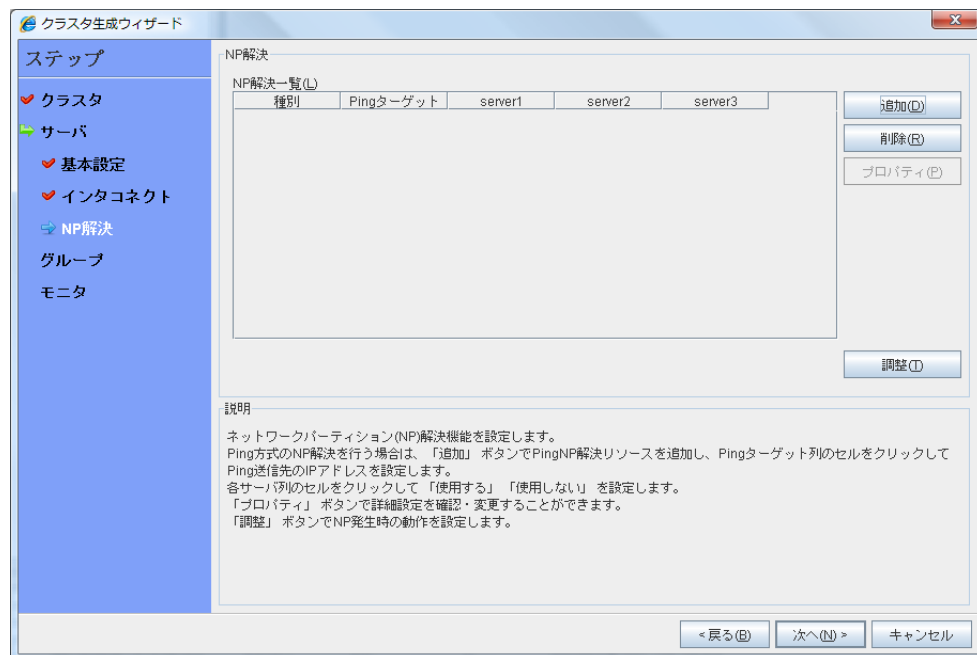 クラスタ生成ウィザード
ステップ
クラスタ
サーバ
基本設定
インタコネクト
NP解決
グループ
モニタ
NP解決
NP解決一覧(L)
種別 Pingターゲット server1 server2 server3
追加(D)
削除(R)
プロパティ(P)
調整(T)
説明
ネットワークパーティション(NP)解決機能を設定します。
Ping方式のNP解決を行う場合は、「追加」ボタンでPingNP解決リソースを追加し、Pingターゲット列のセルをクリックして
Ping送信先のIPアドレスを設定します。
各サーバ列のセルをクリックして「使用する」「使用しない」を設定します。
「プロパティ」ボタンで詳細設定を確認・変更することができます。
「調整」ボタンでNP発生時の動作を設定します。
<戻る(B) 次へ(N)> キャンセル